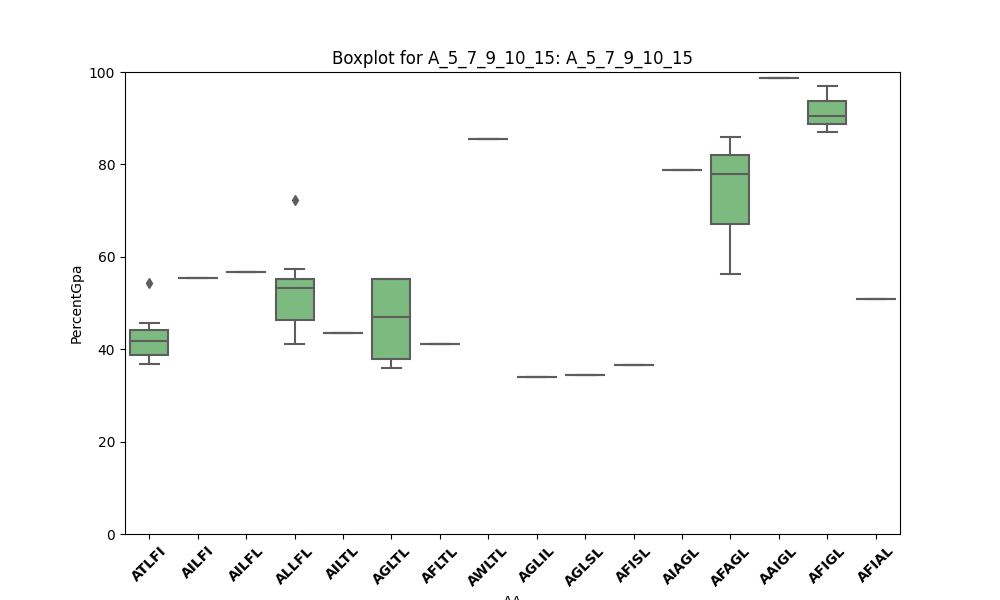 Boxplot for A_5_7_9_10_15: A_5_7_9_10_15
100
80
60
40
20
0
PercentGpa
ATLFI AILFI AILFL ALLFL AILTL AGLTL AFLTL AWLTL AGLIL AGLSL AFISL AIAGL AFAGL AAIGL AFIGL AFIAL